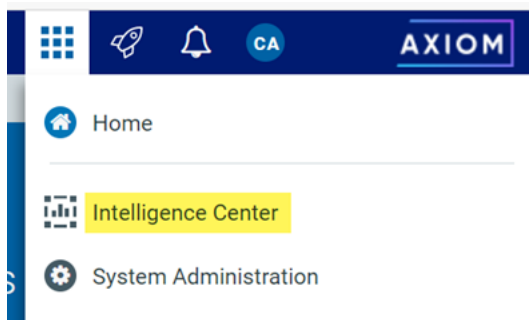 CA
AXIOM
Home
Intelligence Center
S
System Administration